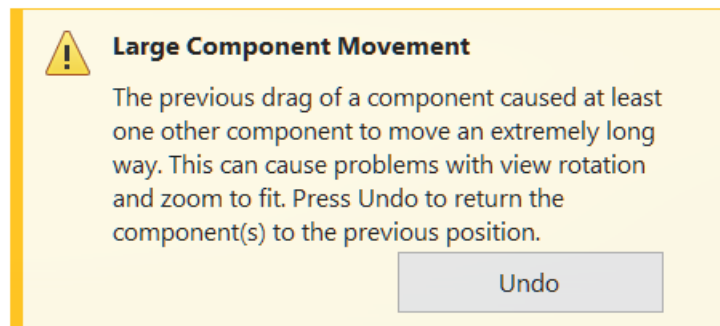 Large Component Movement
The previous drag of a component caused at least
one other component to move an extremely long
way. This can cause problems with view rotation
and zoom to fit. Press Undo to return the
component(s) to the previous position.
Undo